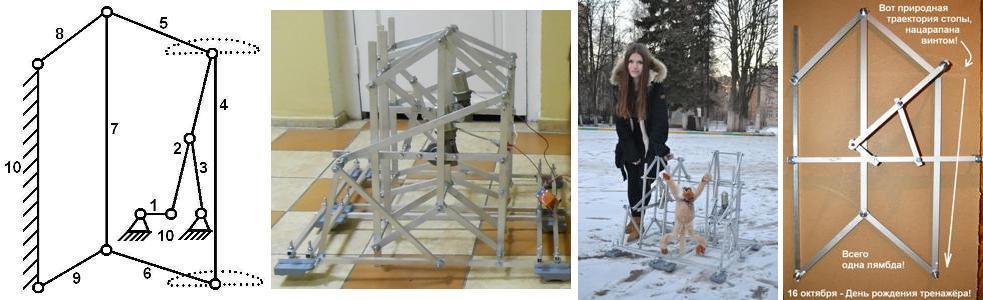 8
5
7
4
10
2
3
1
10
9
6
Вот природная
траектория стопы,
нацарапана
винтом!
Всего
одна лямбда!
16 октября - День рождения тренажёра!